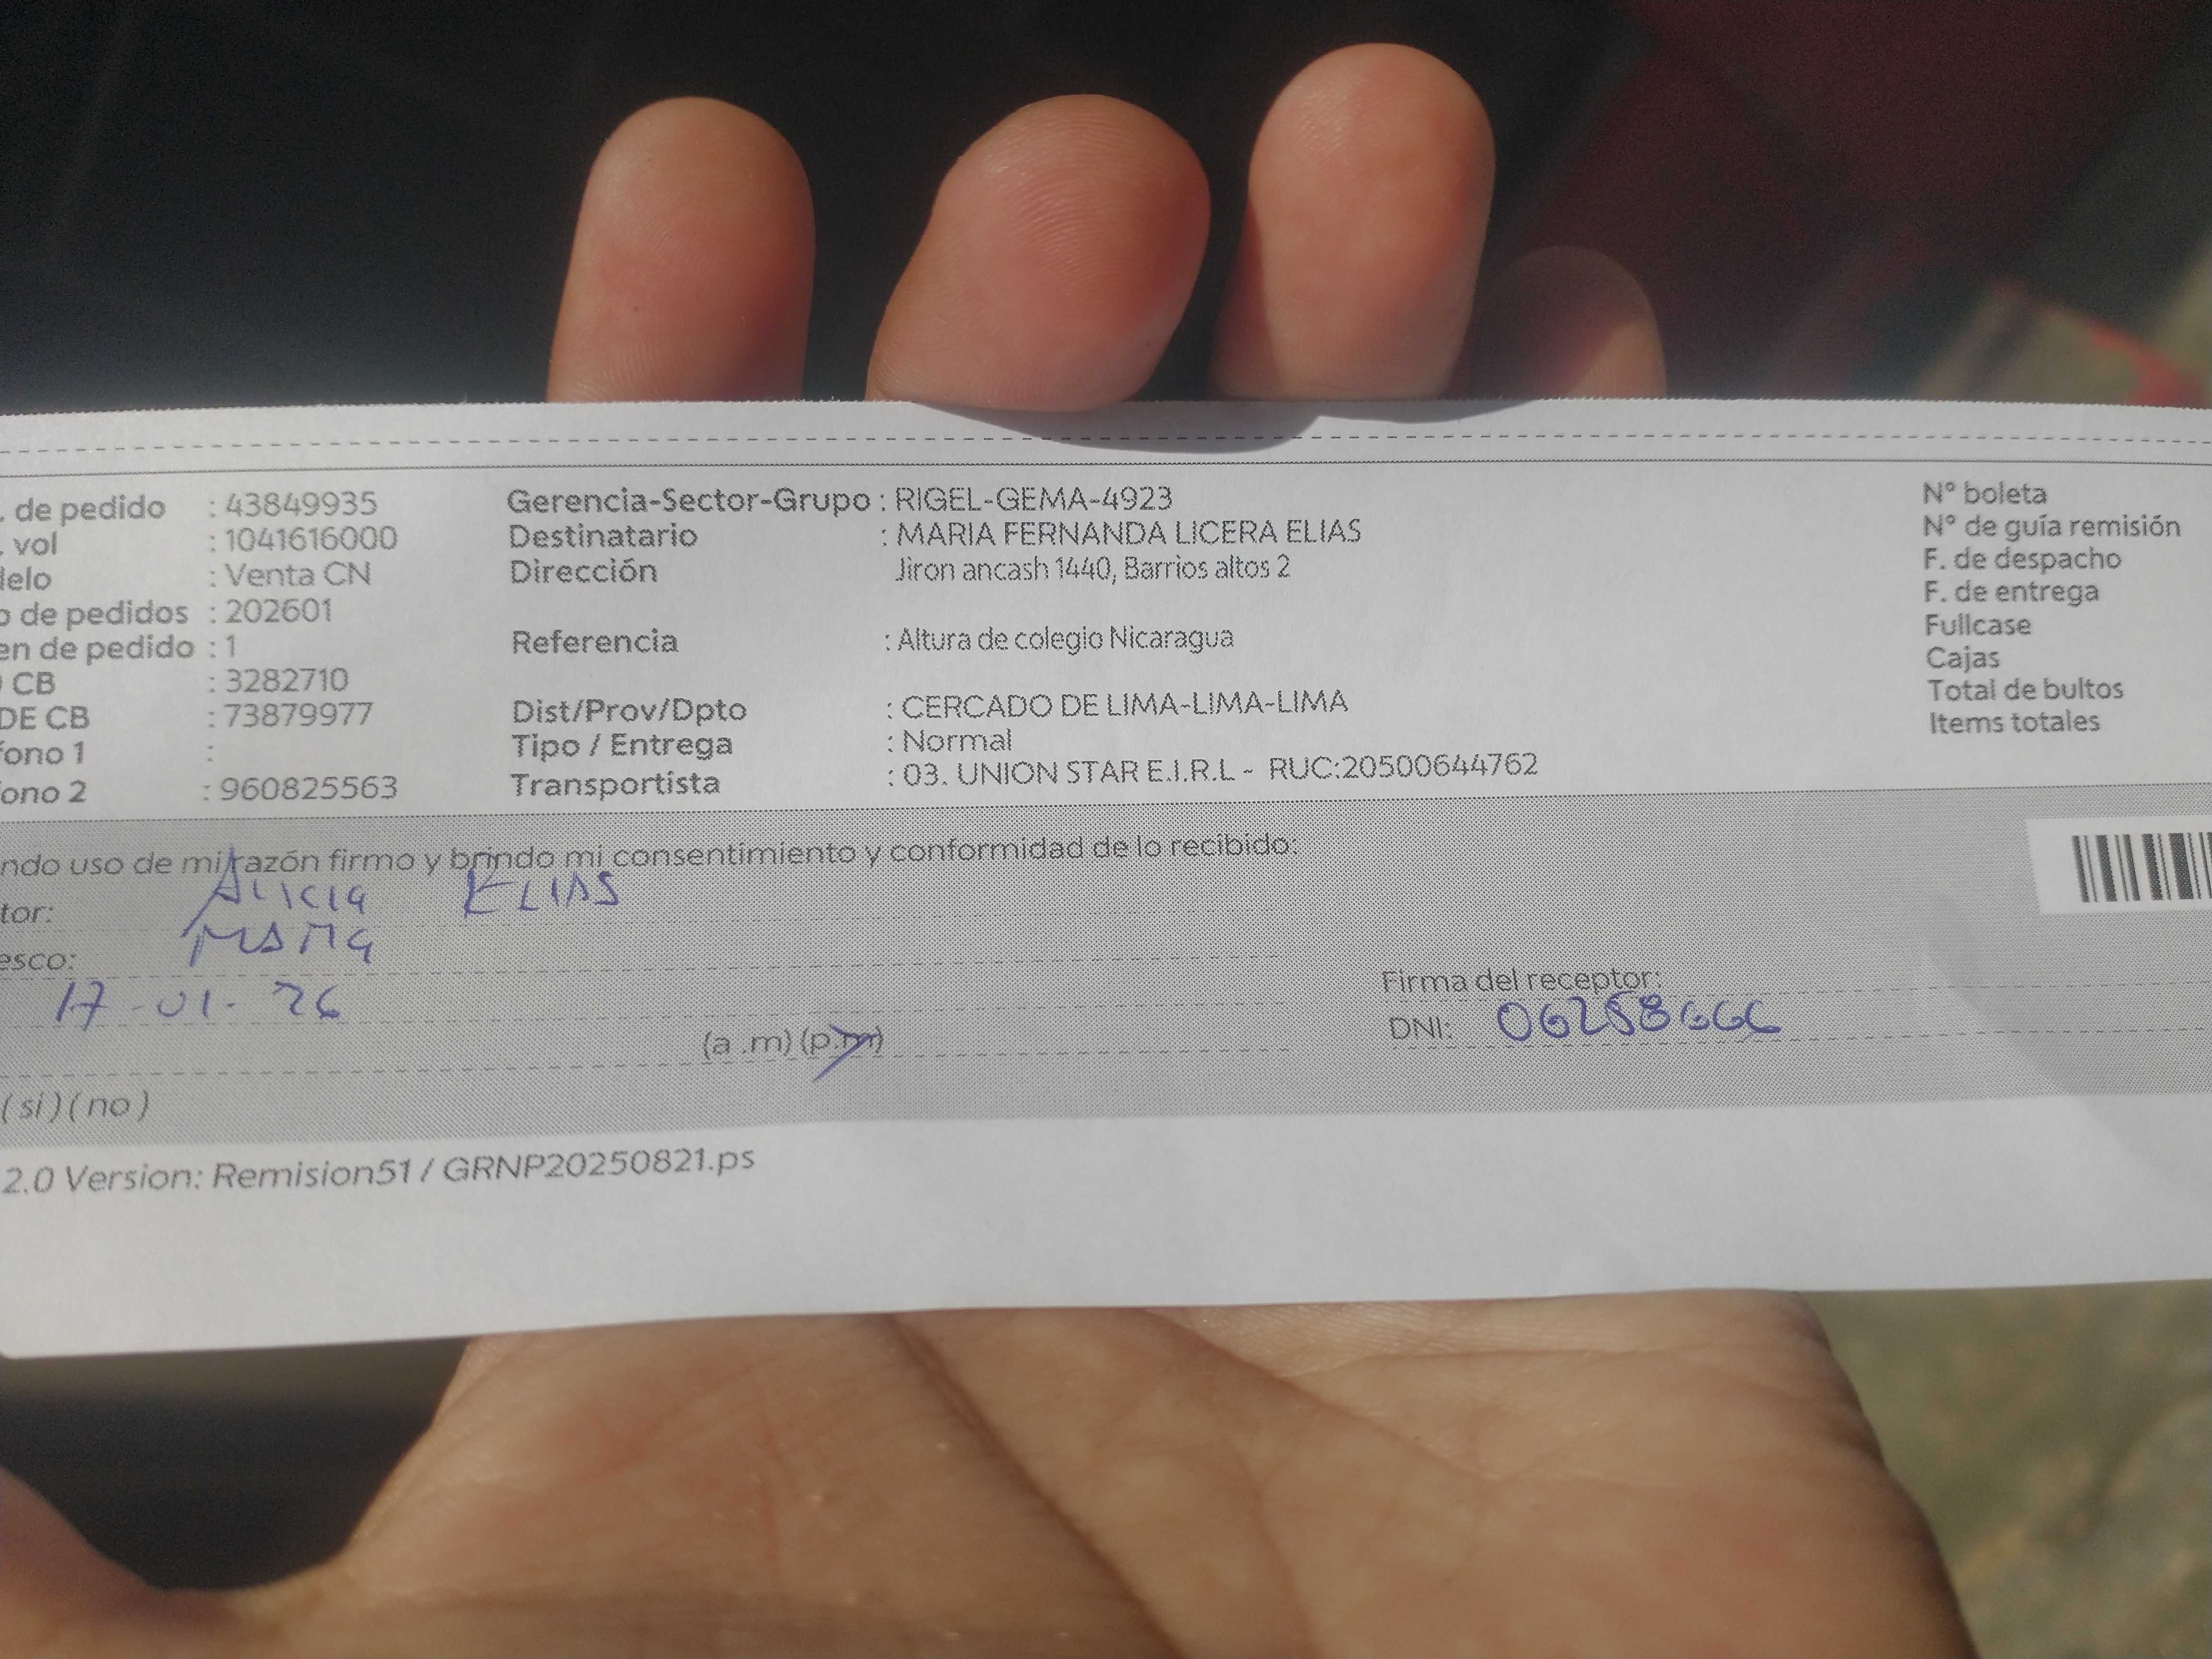 . de pedido : 43849935 Gerencia-Sector-Grupo : RIGEL-GEMA-4923 N° boleta
. vol : 1041616000 Destinatario : MARIA FERNANDA LICERA ELIAS N° de guía remisión
delo : Venta CN Dirección Jiron ancash 1440, Barrios altos 2 F. de despacho
o de pedidos : 202601 F. de entrega
en de pedido : 1 Referencia : Altura de colegio Nicaragua Fullcase
CB : 3282710 Cajas
DE CB : 73879977 Dist/Prov/Dpto : CERCADO DE LIMA-LIMA-LIMA Total de bultos
fono 1 : Tipo / Entrega : Normal Items totales
ono 2 : 960825563 Transportista : 03. UNION STAR E.I.R.L - RUC:20500644762
ndo uso de mi razón firmo y brindo mi consentimiento y conformidad de lo recibido:
tor: ALICIA ELIAS
esco: MAMA
17-01-26 Firma del receptor:
(a .m) (p.m) DNI: 06258666
(si) (no)
2.0 Version: Remision51 / GRNP20250821.ps